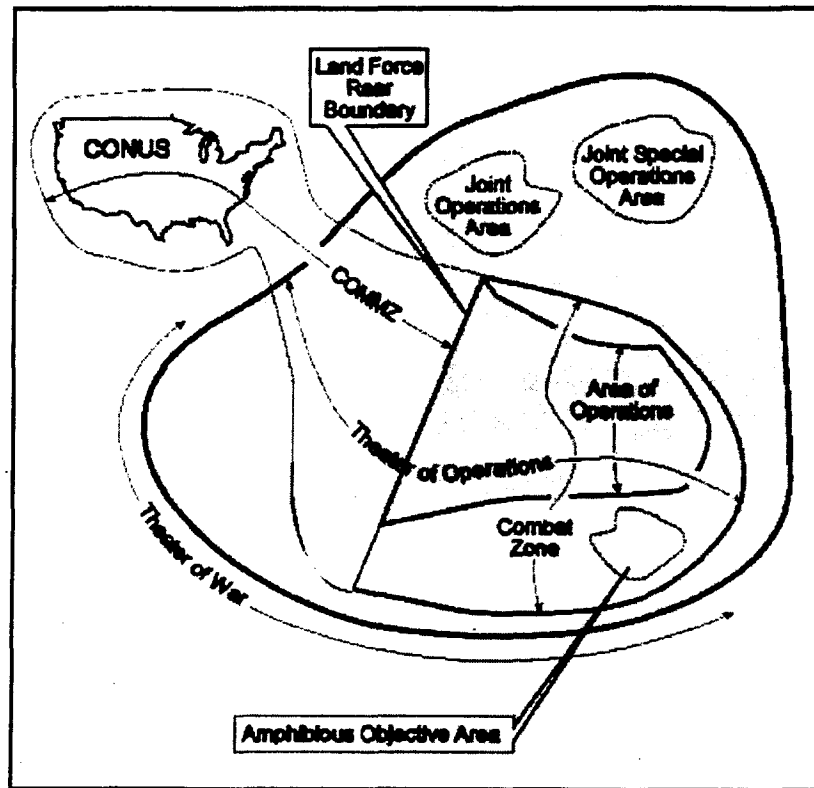 Land Force
Rear
Boundary
CONUS
Joint Special
Operations
Area
Joint
Operations
Area
COMMZ
Area of
Operations
Theater of Operations
Combat
Zone
Theater of War
Amphibious Objective Area